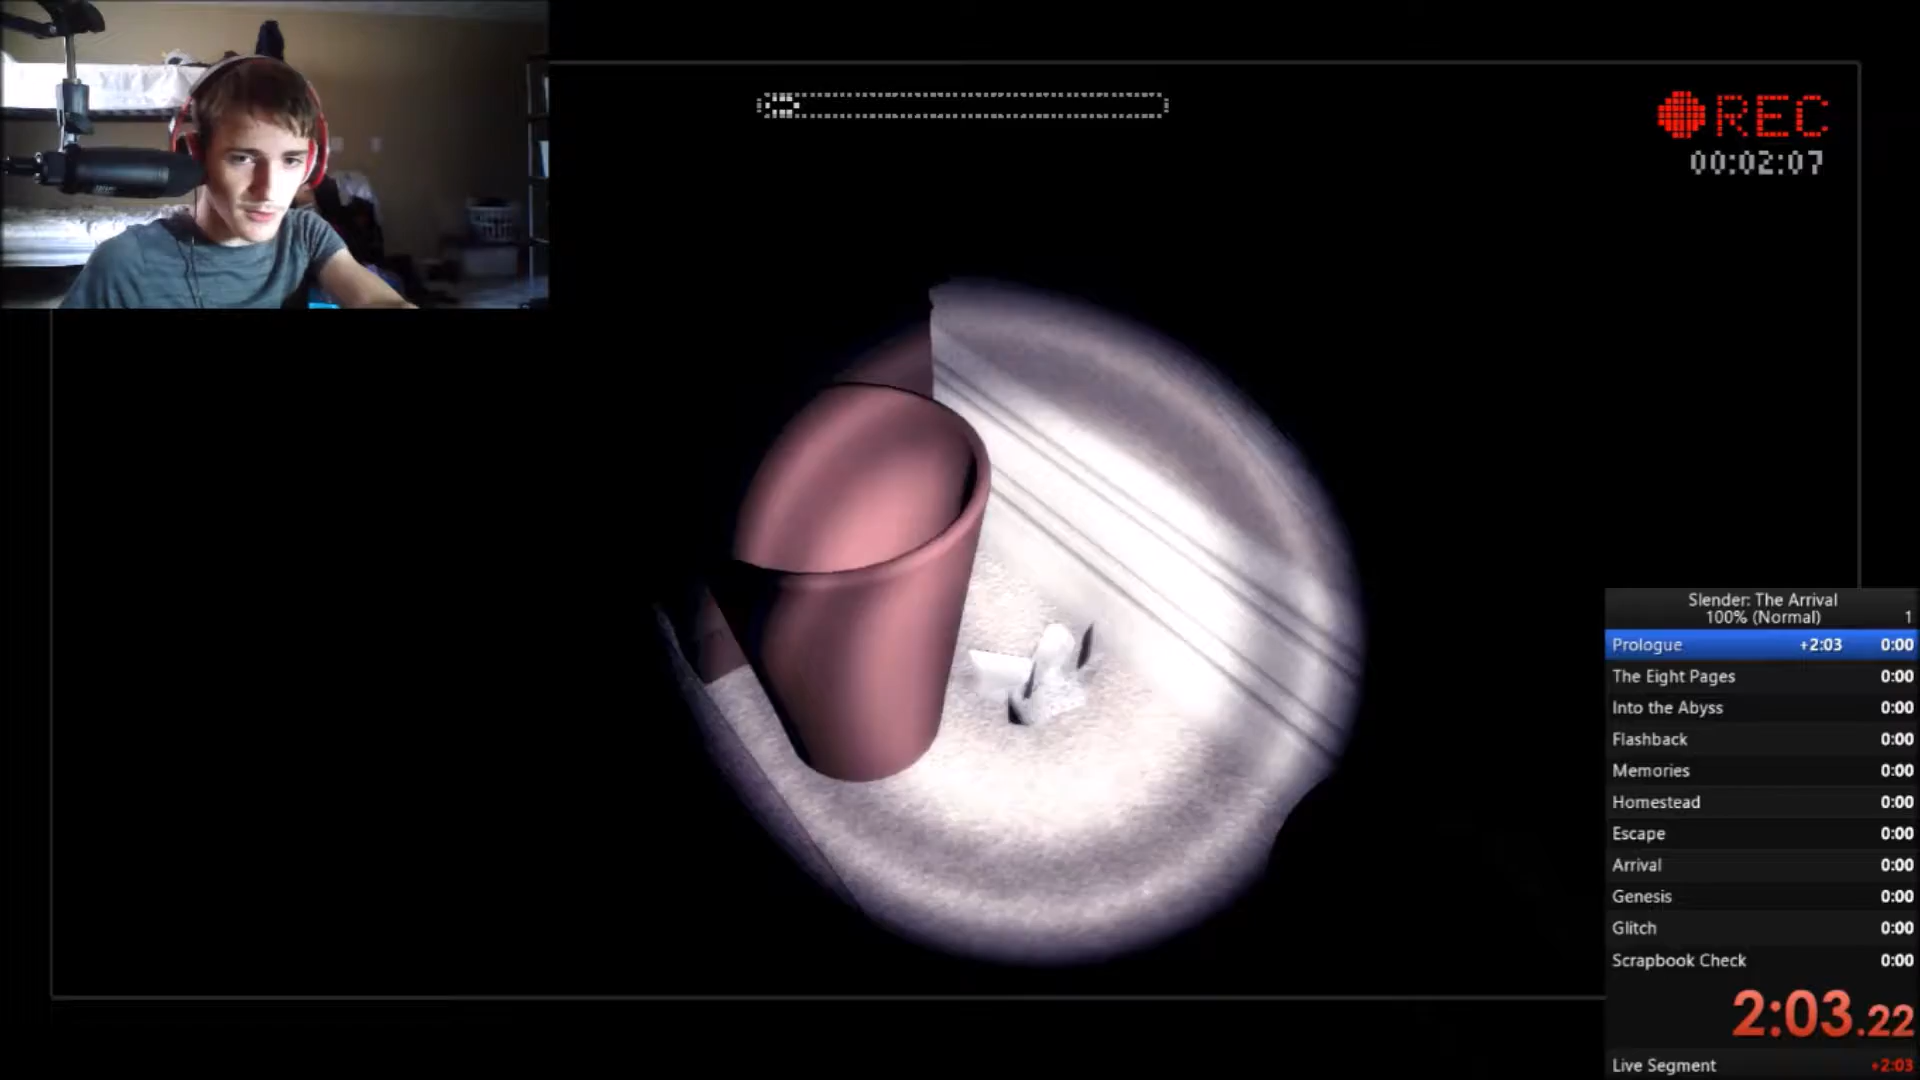 REC
00:02:07
Slender: The Arrival
100% (Normal) 1
Prologue +2:03 0:00
The Eight Pages 0:00
Into the Abyss 0:00
Flashback 0:00
Memories 0:00
Homestead 0:00
Escape 0:00
Arrival 0:00
Genesis 0:00
Glitch 0:00
Scrapbook Check 0:00
2:03.22
Live Segment +2:03